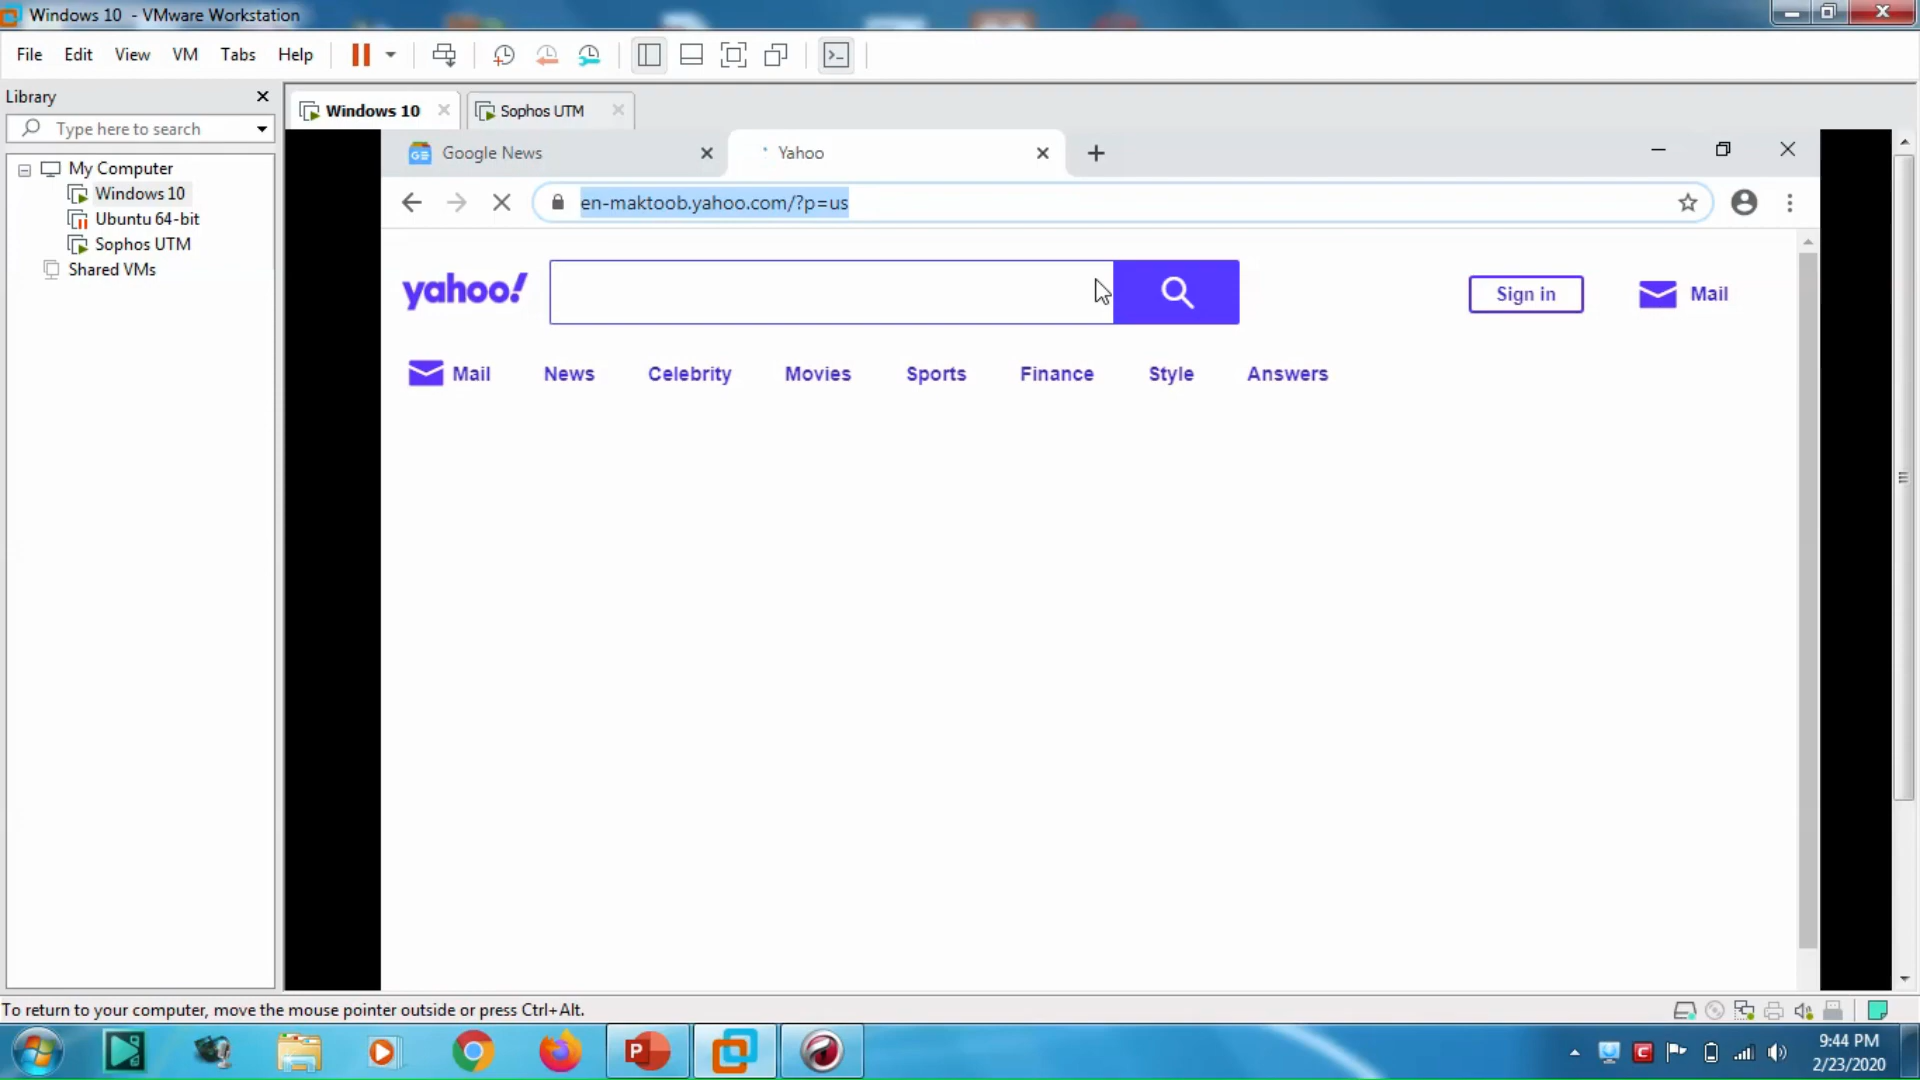 Windows 10 - VMware Workstation
File Edit View VM Tabs Help
Library
Type here to search
My Computer
Windows 10
Ubuntu 64-bit
Sophos UTM
Shared VMs
Windows 10 Sophos UTM
Google News Yahoo
en-maktoob.yahoo.com/?p=us
yahoo! Sign in Mail
Mail News Celebrity Movies Sports Finance Style Answers
To return to your computer, move the mouse pointer outside or press Ctrl+Alt.
9:44 PM
2/23/2020